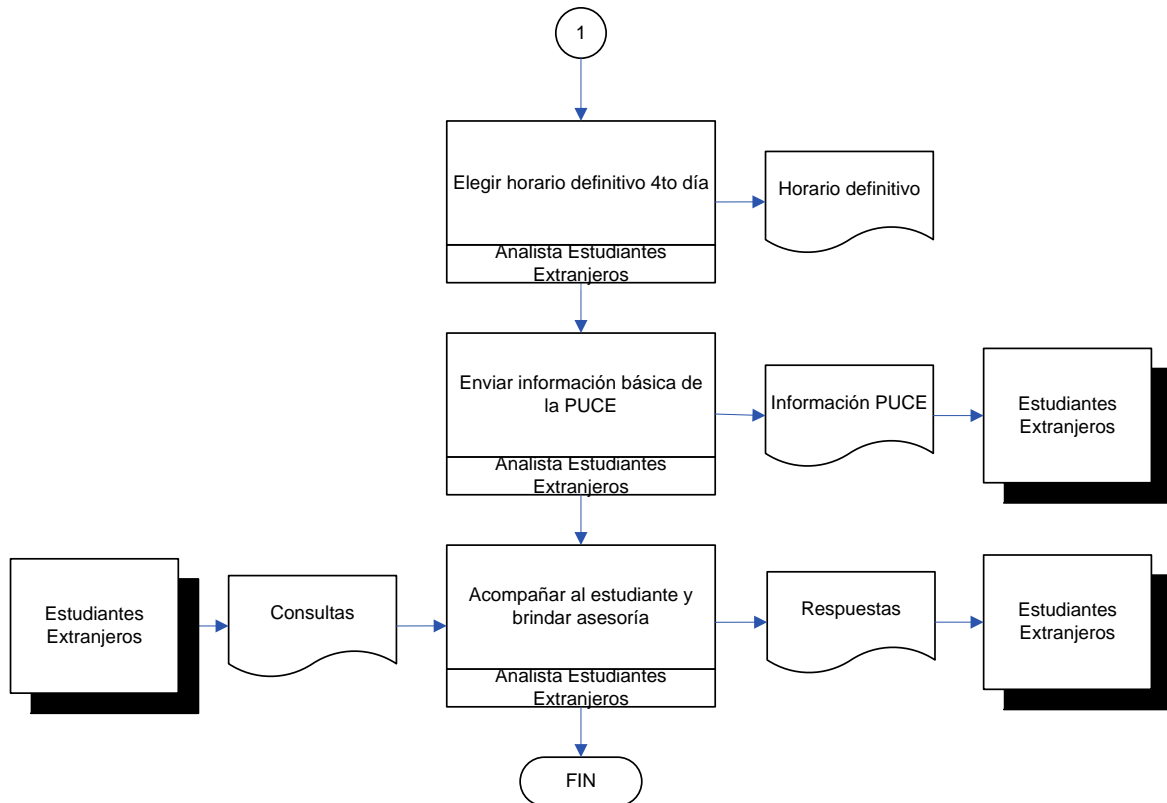 1
Elegir horario definitivo 4to día
Analista Estudiantes
Extranjeros
Horario definitivo
Enviar información básica de
la PUCE
Analista Estudiantes
Extranjeros
Información PUCE
Estudiantes
Extranjeros
Estudiantes
Extranjeros
Consultas
Acompañar al estudiante y
brindar asesoría
Analista Estudiantes
Extranjeros
Respuestas
Estudiantes
Extranjeros
FIN